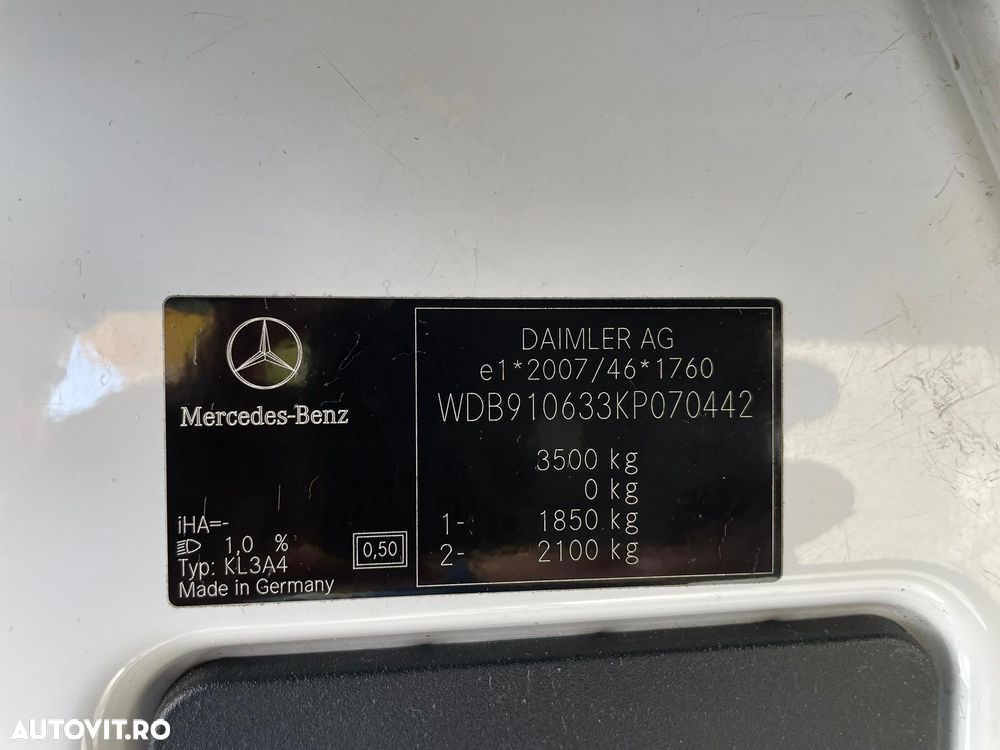 Mercedes-Benz
iHA=-
1,0 %
Typ: KL3A4
Made in Germany
0,50
DAIMLER AG
e1*2007/46*1760
WDB910633KP070442
3500 kg
0 kg
1- 1850 kg
2- 2100 kg
AUTOVIT.RO